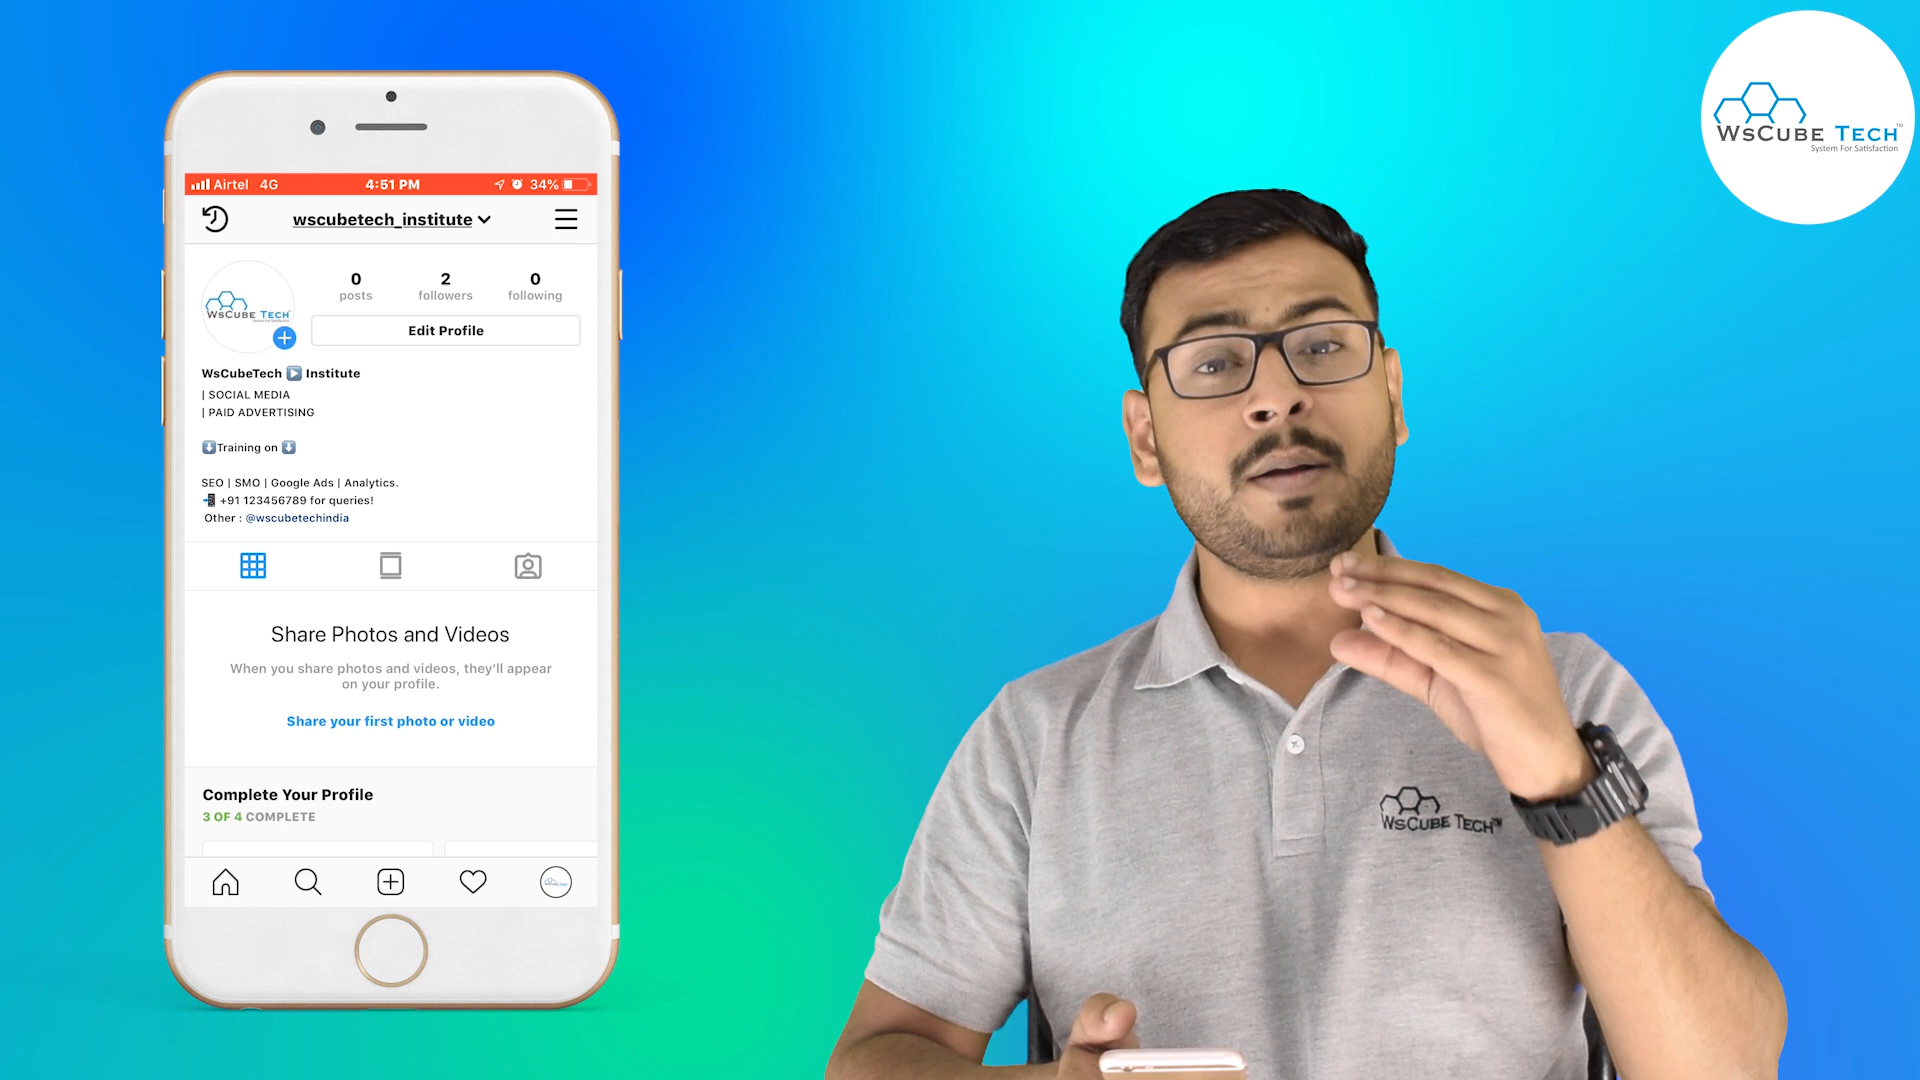 Airtel 4G 4:51 PM 34%
wscubetech_institute
0 2 0
posts followers following
WSCUBE TECH
Edit Profile
WsCubeTech ▶️ Institute
| SOCIAL MEDIA
| PAID ADVERTISING
⬇️Training on ⬇️
SEO | SMO | Google Ads | Analytics.
📲 +91 123456789 for queries!
Other : @wscubetechindia
Share Photos and Videos
When you share photos and videos, they'll appear
on your profile.
Share your first photo or video
Complete Your Profile
3 OF 4 COMPLETE
WSCUBE TECH™
System For Satisfaction
WSCUBE TECH™